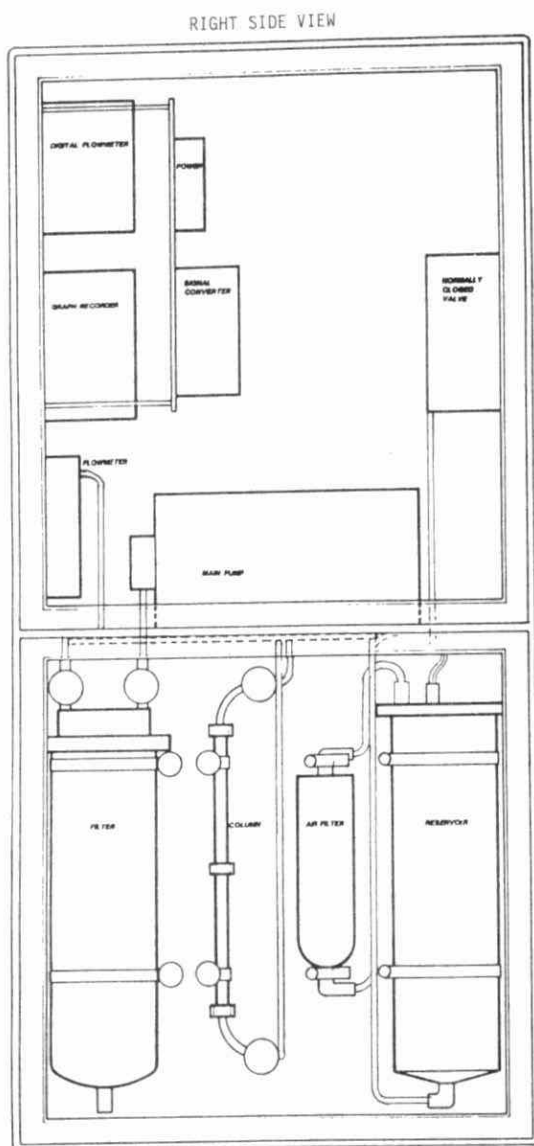 RIGHT SIDE VIEW
DIGITAL FLOWMETER
POWER
SIGNAL
CONVERTER
NORMALLY
CLOSED
VALVE
GRAPH RECORDER
FLOWMETER
MAIN PUMP
FILTER
COLUMN
AIR FILTER
RESERVOIR